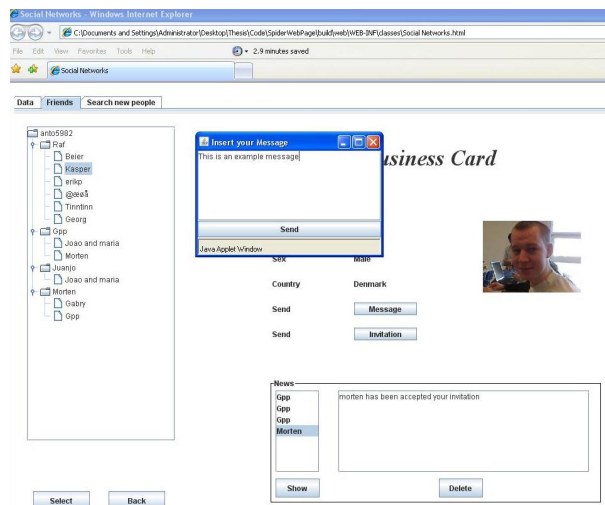 Social Networks - Windows Internet Explorer
C:\Documents and Settings\Administrator\Desktop\Thesis\Code\SpiderWebPage\build\web\WEB-INF\classes\Social Networks.html
File Edit View Favorites Tools Help
2.9 minutes saved
Social Networks
Data Friends Search new people
anto5982
Raf
Beier
Kasper
erikp
@æøå
Tinntinn
Georg
Gpp
Joao and maria
Morten
Juanjo
Joao and maria
Morten
Gabry
Gpp
Insert your Message
This is an example message
Send
Java Applet Window
usiness Card
Sex Male
Country Denmark
Send Message
Send Invitation
News
Gpp
Gpp
Gpp
Morten
morten has been accepted your invitation
Show Delete
Select Back